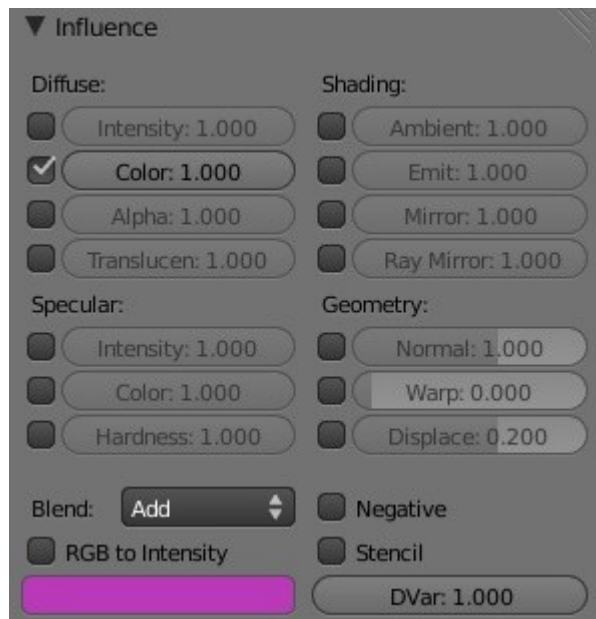 Influence
Diffuse:
Intensity: 1.000
Color: 1.000
Alpha: 1.000
Translucen: 1.000
Shading:
Ambient: 1.000
Emit: 1.000
Mirror: 1.000
Ray Mirror: 1.000
Specular:
Intensity: 1.000
Color: 1.000
Hardness: 1.000
Geometry:
Normal: 1.000
Warp: 0.000
Displace: 0.200
Blend: Add
RGB to Intensity
Negative
Stencil
DVar: 1.000